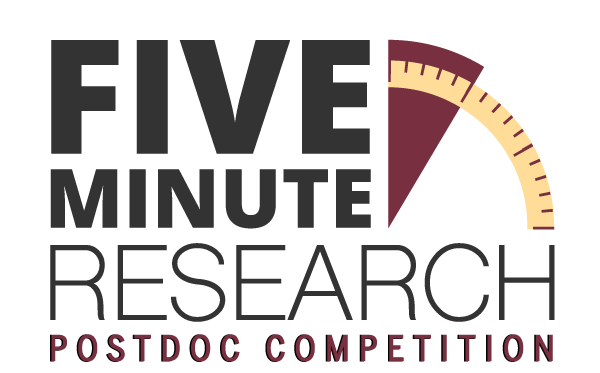 FIVE
MINUTE
RESEARCH
POSTDOC COMPETITION